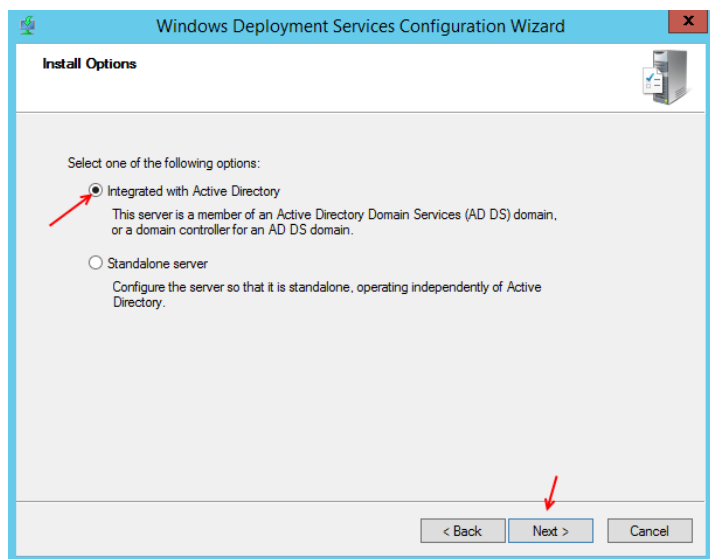 Windows Deployment Services Configuration Wizard
x
Install Options
Select one of the following options:
Integrated with Active Directory
This server is a member of an Active Directory Domain Services (AD DS) domain,
or a domain controller for an AD DS domain.
Standalone server
Configure the server so that it is standalone, operating independently of Active
Directory.
< Back
Next >
Cancel